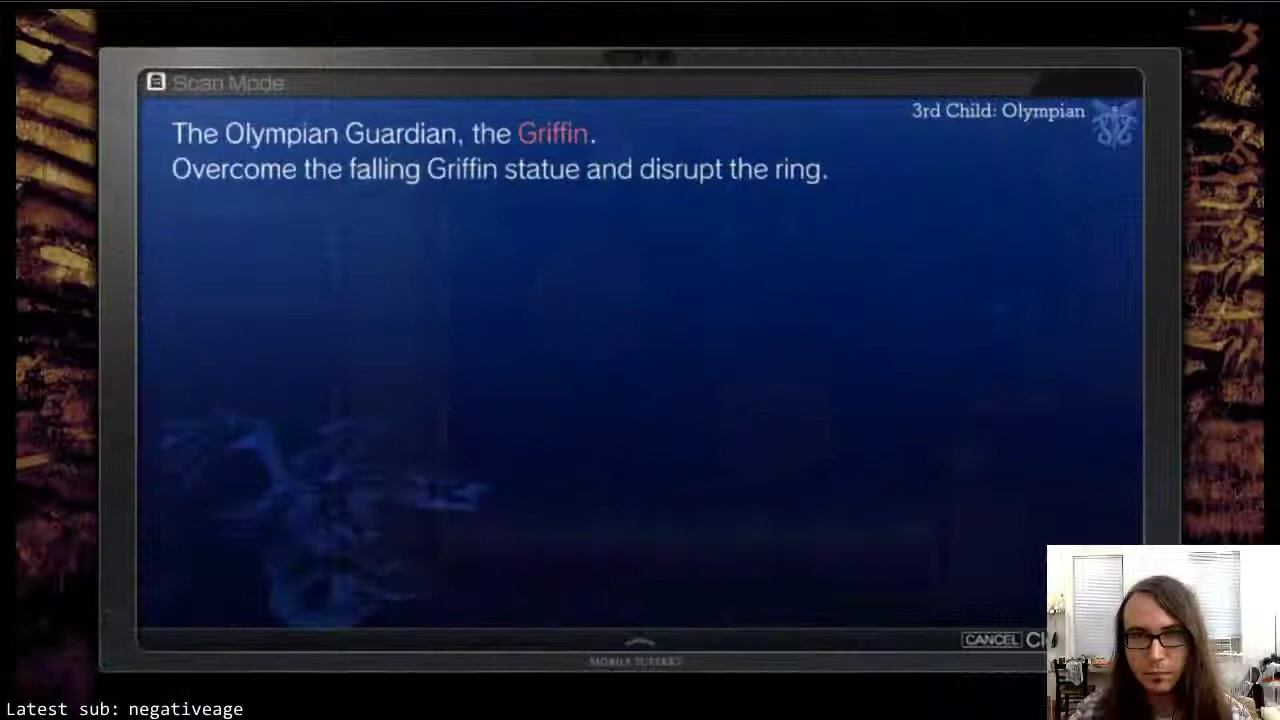 B Scan Mode
3rd Child: Olympian
The Olympian Guardian, the Griffin.
Overcome the falling Griffin statue and disrupt the ring.
CANCEL
Latest sub: negativeage